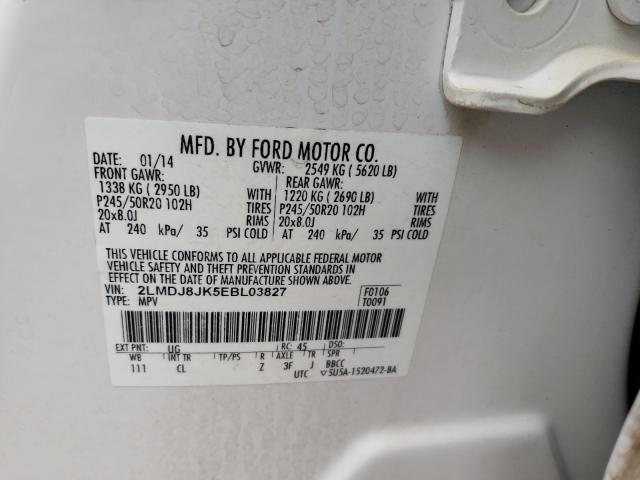 MFD. BY FORD MOTOR CO.
DATE: 01/14 GVWR: 2549 KG ( 5620 LB)
FRONT GAWR: REAR GAWR:
1338 KG ( 2950 LB) WITH 1220 KG ( 2690 LB) WITH
P245/50R20 102H TIRES P245/50R20 102H TIRES
20x8.0J RIMS 20x8.0J RIMS
AT 240 kPa/ 35 PSI COLD AT 240 kPa/ 35 PSI COLD
THIS VEHICLE CONFORMS TO ALL APPLICABLE FEDERAL MOTOR
VEHICLE SAFETY AND THEFT PREVENTION STANDARDS IN
EFFECT ON THE DATE OF MANUFACTURE SHOWN ABOVE.
VIN: 2LMDJ8JK5EBL03827 F0106
TYPE: MPV T0091
EXT PNT: UG RC: 45 DSO:
WB INT TR TP/PS R AXLE TR SPR
111 CL Z 3F J BBCC
UTC ▽5U5A-1520472-BA